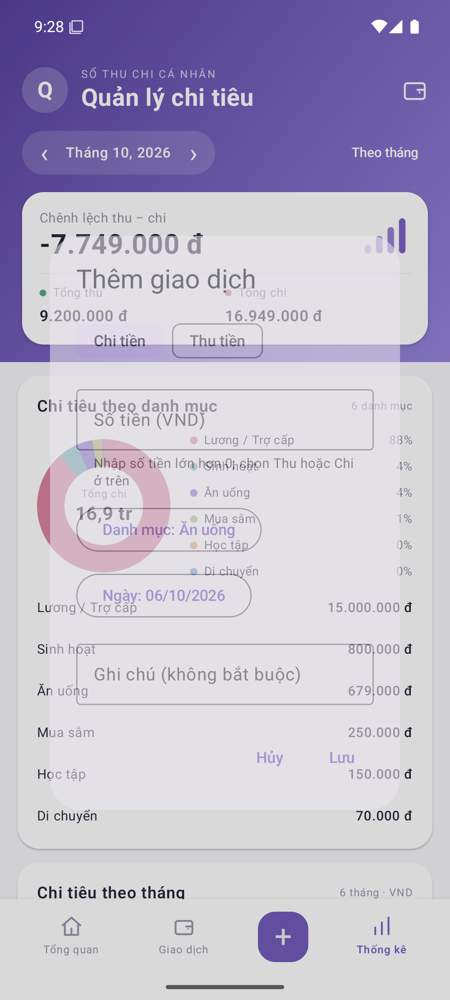 9:28
Q
SỔ THU CHI CÁ NHÂN
Quản lý chi tiêu
‹ Tháng 10, 2026 ›
Theo tháng
Chênh lệch thu – chi
-7.749.000 đ
Thêm giao dịch
Tổng thu
Tổng chi
9.200.000 đ
16.949.000 đ
Chi tiền
Thu tiền
Chi tiêu theo danh mục
6 danh mục
Số tiền (VND)
Lương / Trợ cấp
88%
Nhập số tiền lớn hơn 0; chọn Thu hoặc Chi
ở trên
Sinh hoạt
4%
Tổng chi
16,9 tr
Ăn uống
4%
Mua sắm
1%
Danh mục: Ăn uống
Học tập
0%
Di chuyển
0%
Ngày: 06/10/2026
Lương / Trợ cấp
15.000.000 đ
Sinh hoạt
800.000 đ
Ghi chú (không bắt buộc)
Ăn uống
679.000 đ
Mua sắm
250.000 đ
Hủy
Lưu
Học tập
150.000 đ
Di chuyển
70.000 đ
Chi tiêu theo tháng
6 tháng · VND
Tổng quan
Giao dịch
+
Thống kê